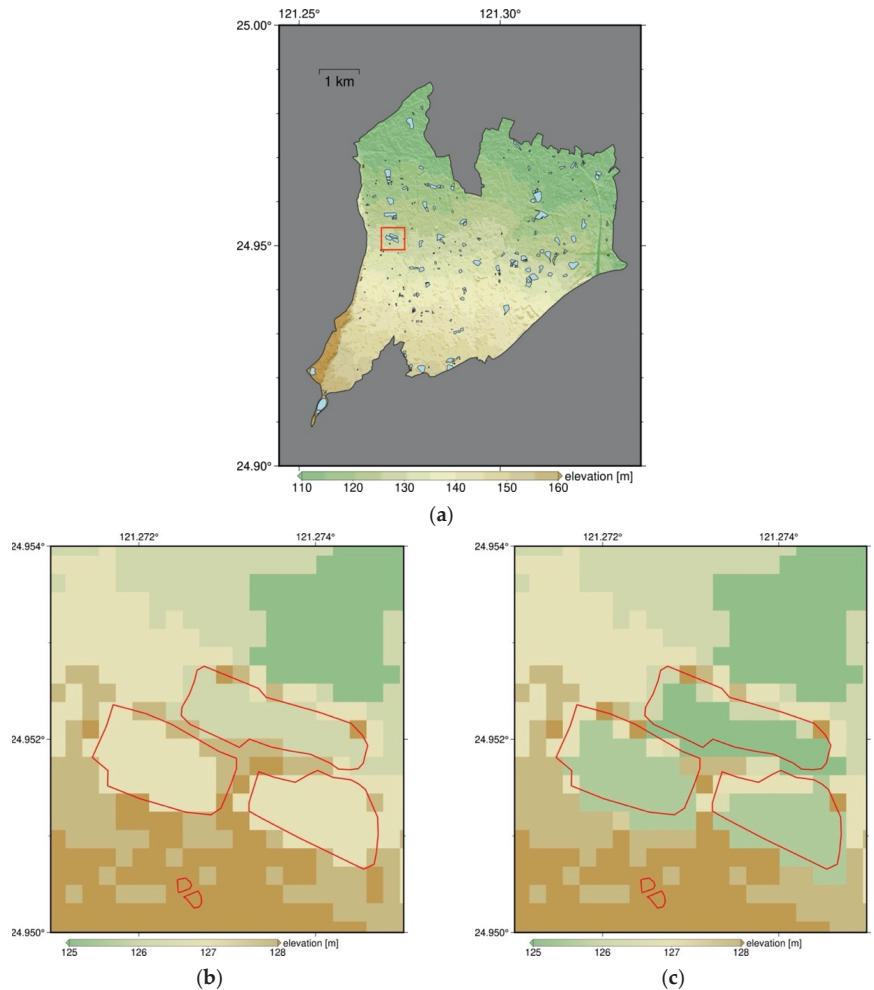 121.25° 121.30°
25.00°
1 km
24.95°
24.90°
elevation [m]
110 120 130 140 150 160
(a)
121.272° 121.274°
24.954°
24.952°
24.950°
elevation [m]
125 126 127 128
(b)
121.272° 121.274°
24.954°
24.952°
24.950°
elevation [m]
125 126 127 128
(c)